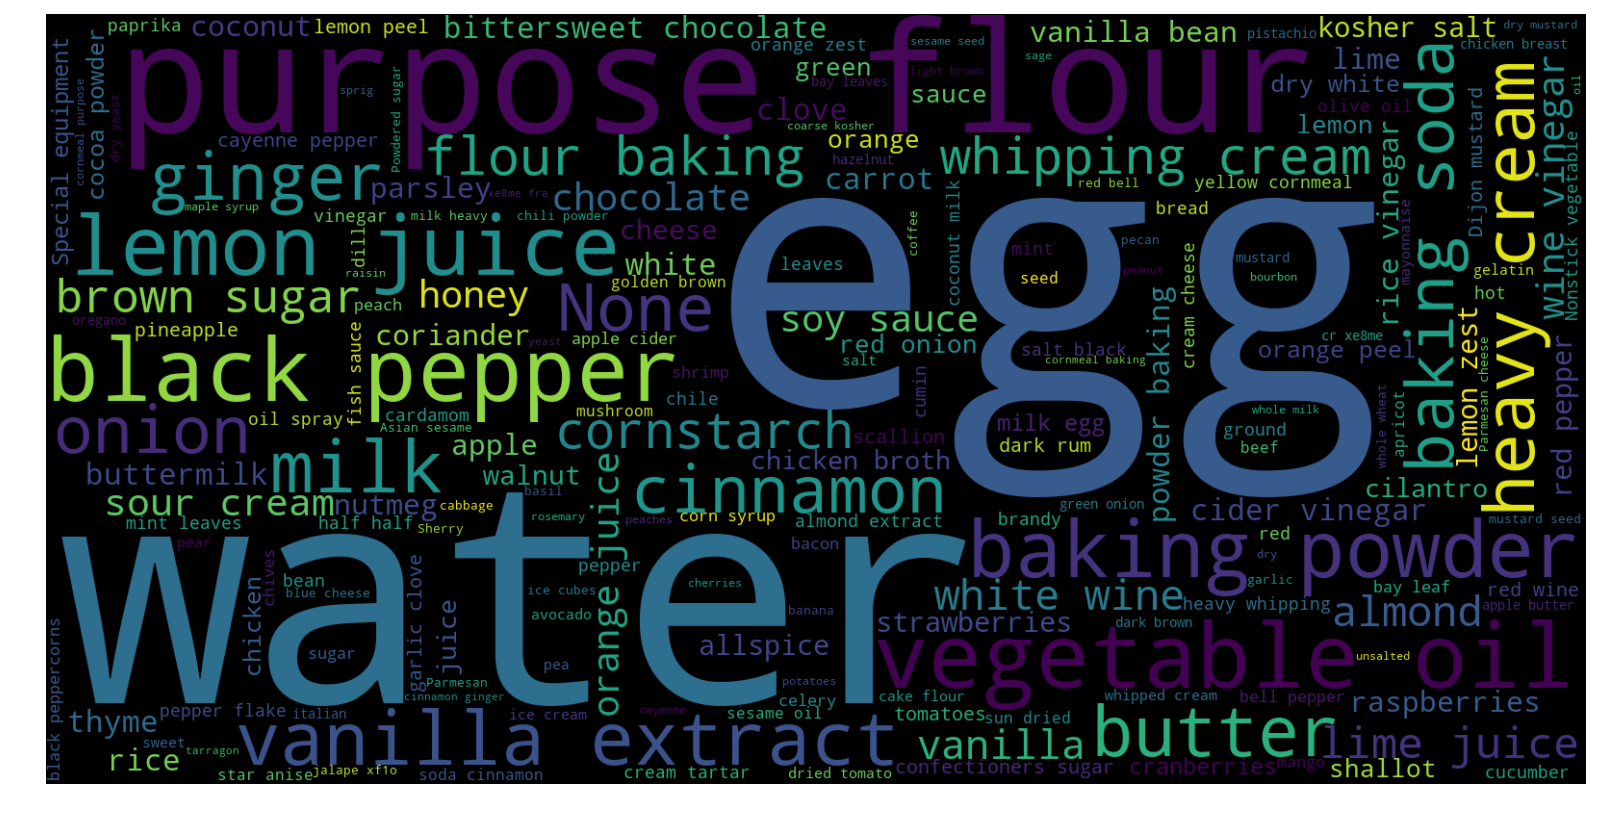 paprika
coconut
lemon peel
bittersweet chocolate
orange zest
sesame seed
vanilla bean
pistachio
kosher salt
dry mustard
Special equipment
cocoa powder
cornmeal purpose
dry yeast
purpose flour
sprig
Powdered sugar
green
bay leaves
light brown
sage
lime
chicken breast
dry white
sauce
clove
olive oil
coarse kosher
cayenne pepper
orange
lemon
hazelnut
flour baking
whipping cream
ginger
parsley
xe8me fra
chocolate
carrot
red bell
yellow cornmeal
maple syrup
vinegar
milk heavy
chili powder
bread
lemon juice
dill
cheese
coffee
coconut milk
mint
pecan
cream cheese
rice vinegar
mayonnaise
baking soda
Dijon mustard
heavy cream
wine vinegar
Nonstick vegetable
oil
white
leaves
seed
peanut
mustard
bourbon
gelatin
hot
raisin
golden brown
brown sugar
peach
honey
None
egg
soy sauce
oregano
pineapple
coriander
yeast
apple cider
red onion
salt
salt black
cornmeal baking
cr xe8me
orange peel
black pepper
fish sauce
shrimp
chile
cumin
powder baking
lemon zest
Parmesan cheese
red pepper
whole wheat
apricot
onion
oil spray
cardamom
Asian sesame
mushroom
cornstarch
scallion
milk egg
dark rum
whole milk
ground
beef
apple
buttermilk
milk
walnut
chicken broth
cilantro
sour cream
nutmeg
cabbage
basil
cinnamon
green onion
cider vinegar
mint leaves
half half
Sherry
rosemary
orange juice
peaches
corn syrup
almond extract
brandy
red
mustard seed
water
pear
chives
bean
blue cheese
pepper
bacon
baking powder
dry
garlic
bay leaf
red wine
cherries
ice cubes
avocado
banana
white wine
heavy whipping
almond
apple butter
black peppercorns
chicken
garlic clove
juice
sugar
strawberries
dark brown
allspice
vegetable oil
unsalted
pea
Parmesan
cinnamon ginger
potatoes
celery
cake flour
whipped cream
bell pepper
raspberries
thyme
pepper flake
italian
ice cream
cayenne
sesame oil
tomatoes
sun dried
sweet
tarragon
vanilla extract
vanilla
butter
lime juice
rice
star anise
jalape xf1o
soda cinnamon
cream tartar
dried tomato
confectioners sugar
cranberries
mango
shallot
cucumber